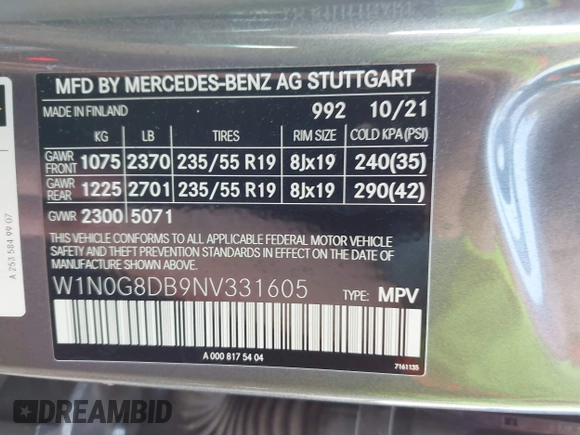 MFD BY MERCEDES-BENZ AG STUTTGART
MADE IN FINLAND 992 10/21
KG LB TIRES RIM SIZE COLD KPA (PSI)
GAWR FRONT 1075 2370 235/55 R19 8Jx19 240(35)
GAWR REAR 1225 2701 235/55 R19 8Jx19 290(42)
GVWR 2300 5071
THIS VEHICLE CONFORMS TO ALL APPLICABLE FEDERAL MOTOR VEHICLE
SAFETY AND THEFT PREVENTION STANDARDS IN EFFECT ON THE DATE
OF MANUFACTURE SHOWN ABOVE.
W1N0G8DB9NV331605 TYPE: MPV
A 000 817 54 04
7161135
A 253 584 99 07
DREAMBID